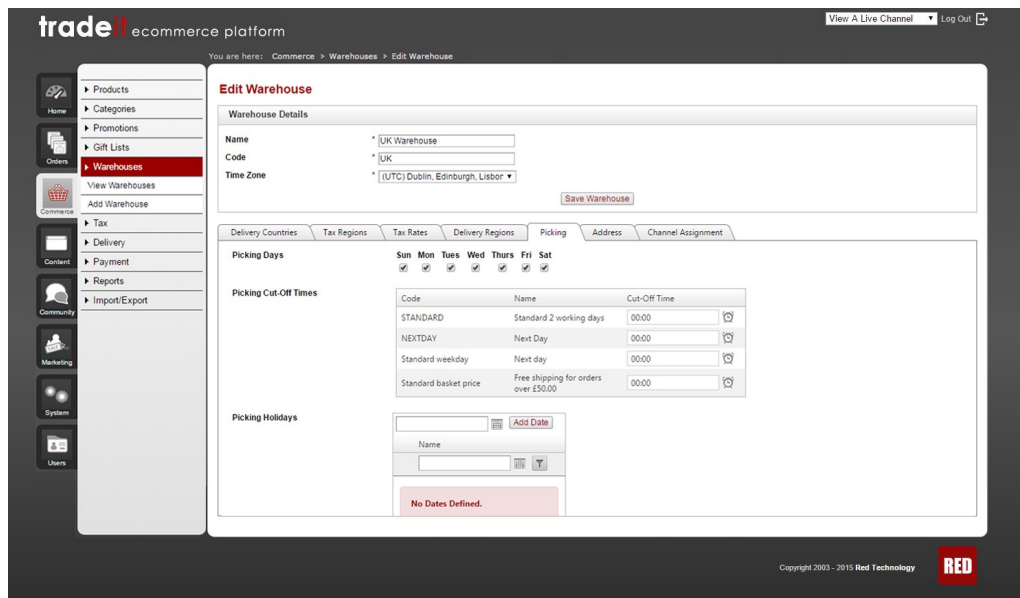 tradeit ecommerce platform
View A Live Channel
Log Out
You are here: Commerce Warehouses Edit Warehouse
Home
Orders
Commerce
Content
Community
Marketing
System
Users
Products
Categories
Promotions
Gift Lists
Warehouses
View Warehouses
Add Warehouse
Tax
Delivery
Payment
Reports
Import/Export
Edit Warehouse
Warehouse Details
Name * UK Warehouse
Code * UK
Time Zone * (UTC) Dublin, Edinburgh, Lisbor
Save Warehouse
Delivery Countries Tax Regions Tax Rates Delivery Regions Picking Address Channel Assignment
Picking Days
Sun Mon Tues Wed Thurs Fri Sat
Picking Cut-Off Times
Code Name Cut-Off Time
STANDARD Standard 2 working days 00:00
NEXTDAY Next Day 00:00
Standard weekday Next day 00:00
Standard basket price Free shipping for orders
over £50.00 00:00
Picking Holidays
Add Date
Name
No Dates Defined.
Copyright 2003 - 2015 Red Technology
RED